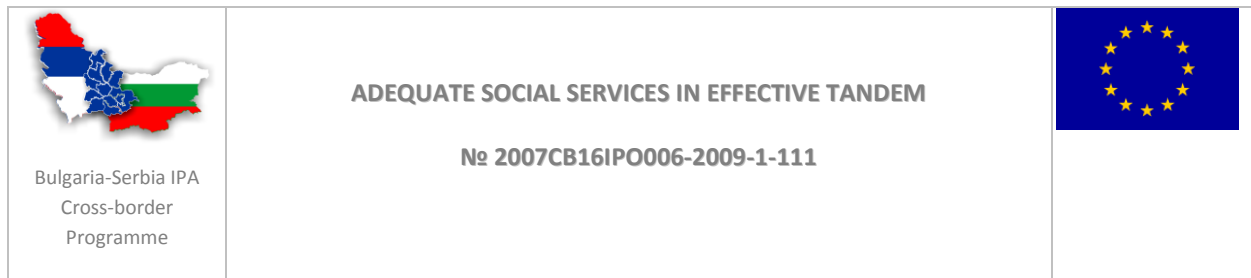 Bulgaria-Serbia IPA
Cross-border
Programme
ADEQUATE SOCIAL SERVICES IN EFFECTIVE TANDEM
№ 2007CB16IPO006-2009-1-111